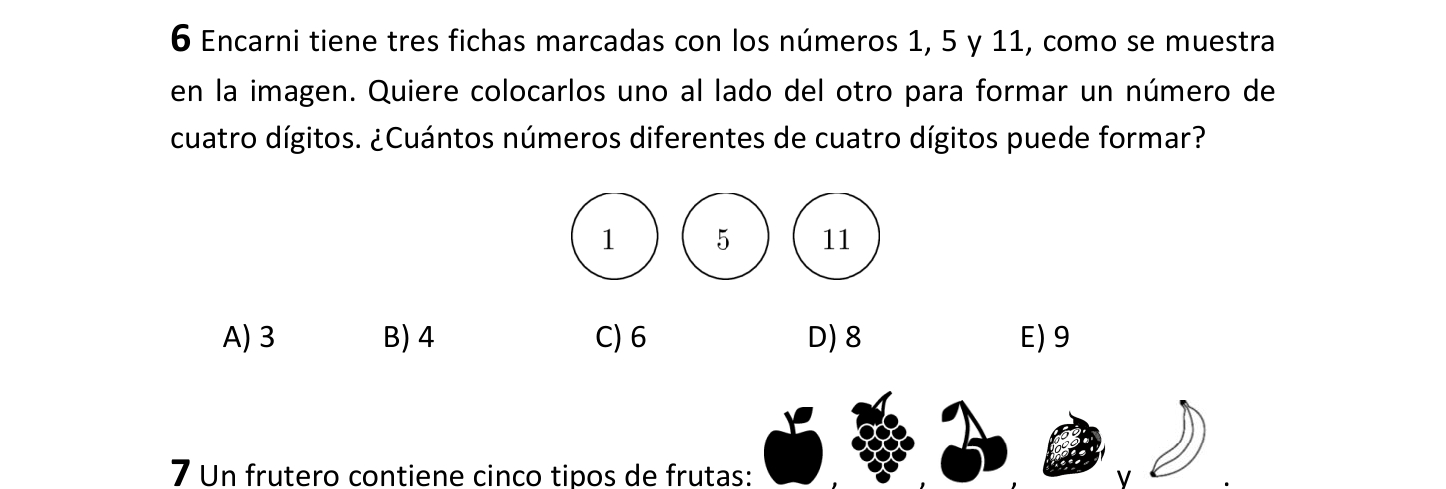 6 Encarni tiene tres fichas marcadas con los números 1, 5 y 11, como se muestra
en la imagen. Quiere colocarlos uno al lado del otro para formar un número de
cuatro dígitos. ¿Cuántos números diferentes de cuatro dígitos puede formar?
1 5 11
A) 3 B) 4 C) 6 D) 8 E) 9
7 Un frutero contiene cinco tipos de frutas: , , , y .